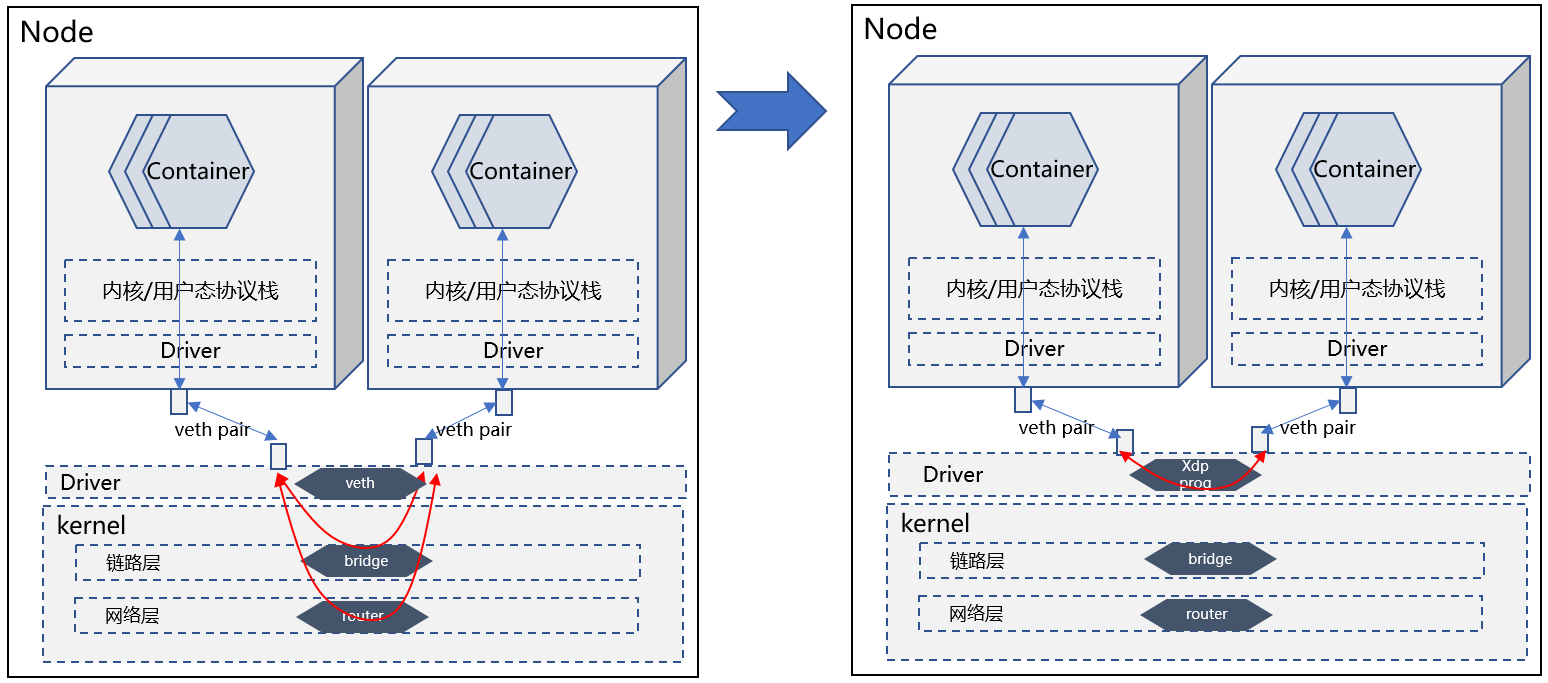 Node
Container
Container
内核/用户态协议栈
内核/用户态协议栈
Driver
Driver
veth pair
veth pair
Driver
veth
kernel
链路层
bridge
网络层
router
Node
Container
Container
内核/用户态协议栈
内核/用户态协议栈
Driver
Driver
veth pair
veth pair
Driver
Xdp
prog
kernel
链路层
bridge
网络层
router